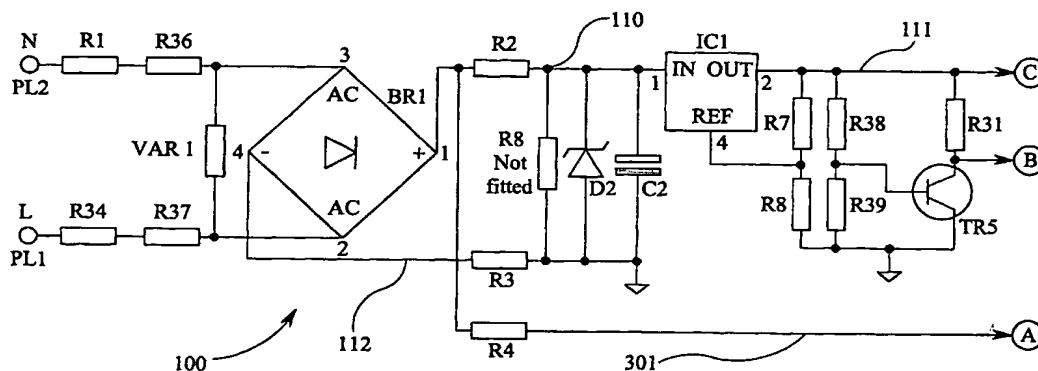 N
PL2
R1
R36
3
AC
BR1
VAR 1
4
-
+
1
AC
2
L
PL1
R34
R37
R2
110
R8
Not
fitted
D2
C2
R3
112
100
R4
301
A
IC1
1
IN OUT
2
REF
4
111
C
R7
R38
R31
B
R8
R39
TR5